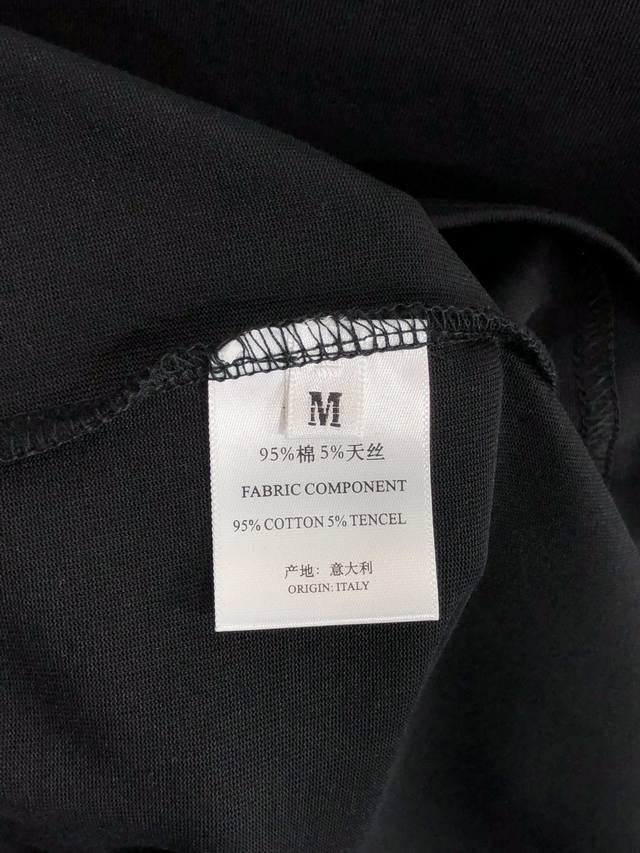 M
95%棉 5%天丝
FABRIC COMPONENT
95% COTTON 5% TENCEL
产地：意大利
ORIGIN: ITALY